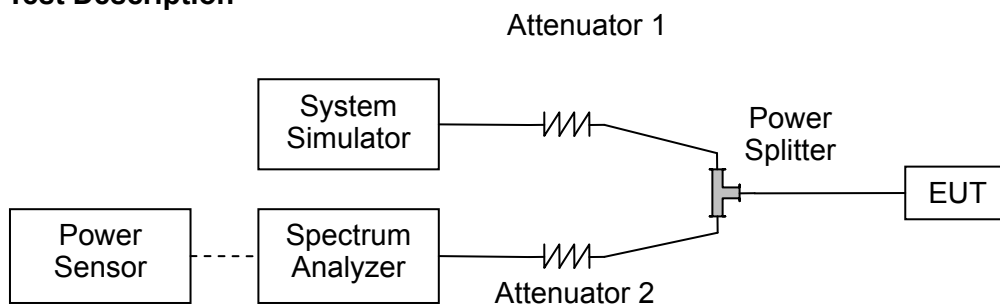 Test Description
Attenuator 1
System
Simulator
Power
Splitter
EUT
Power
Sensor
Spectrum
Analyzer
Attenuator 2